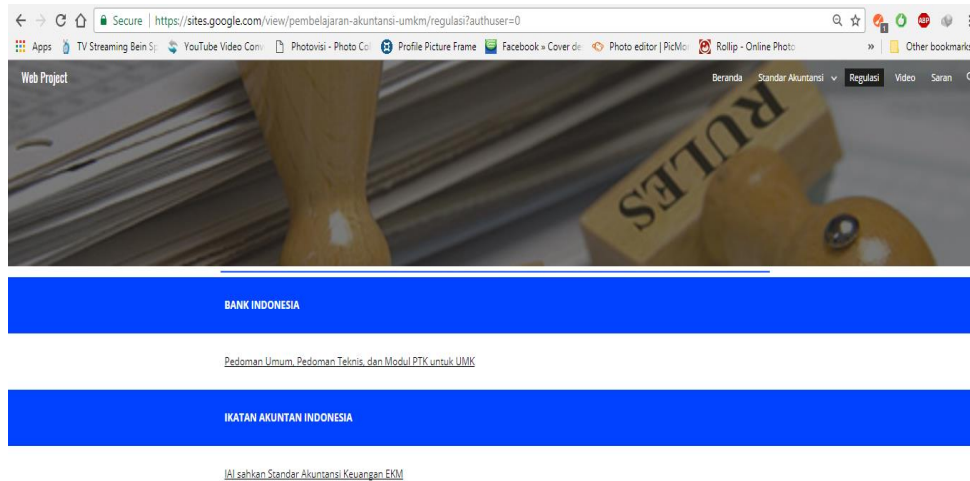 Secure | https://sites.google.com/view/pembelajaran-akuntansi-umkm/regulasi?authuser=0
Apps TV Streaming Bein Sp YouTube Video Conv Photovisi - Photo Col Profile Picture Frame Facebook » Cover de Photo editor | PicMon Rollip - Online Photo » Other bookmarks
Web Project Beranda Standar Akuntansi Regulasi Video Saran
RULES
BANK INDONESIA
Pedoman Umum, Pedoman Teknis, dan Modul PTK untuk UMK
IKATAN AKUNTAN INDONESIA
IAI sahkan Standar Akuntansi Keuangan EKM